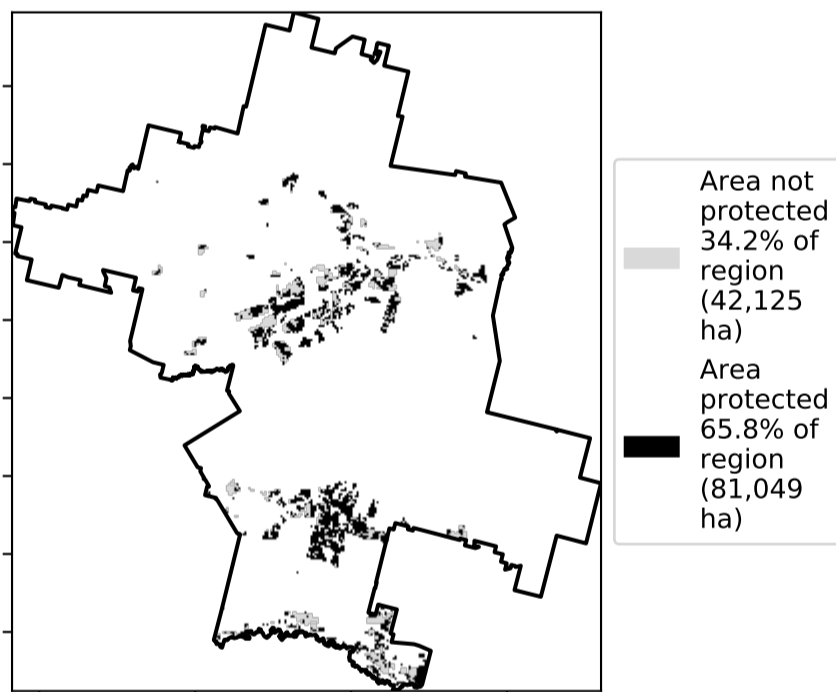 Area not
protected
34.2% of
region
(42,125
ha)
Area
protected
65.8% of
region
(81,049
ha)